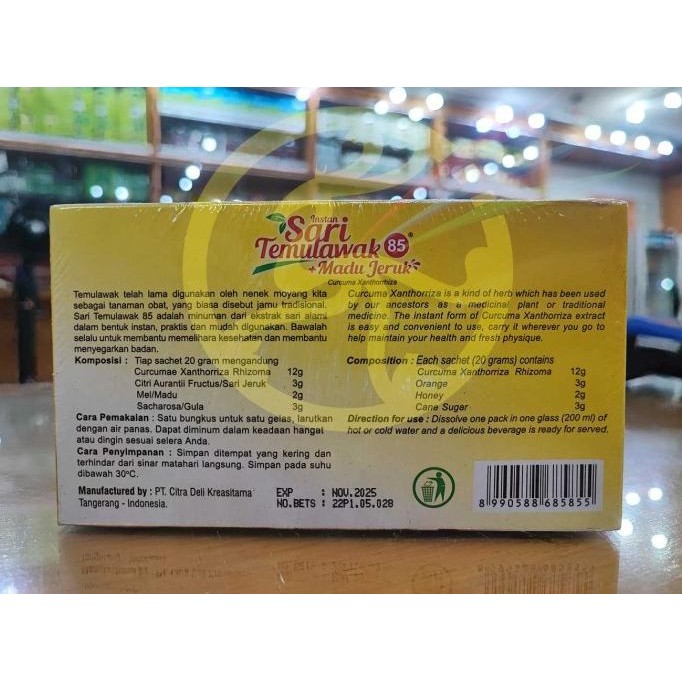 Instan
Sari
Temulawak 85®
+ Madu Jeruk
Curcuma Xanthorrhiza
Temulawak telah lama digunakan oleh nenek moyang kita
sebagai tanaman obat, yang biasa disebut jamu tradisional.
Sari Temulawak 85 adalah minuman dari ekstrak sari alami
dalam bentuk instan, praktis dan mudah digunakan. Bawalah
selalu untuk membantu memelihara kesehatan dan membantu
menyegarkan badan.
Komposisi : Tiap sachet 20 gram mengandung
Curcumae Xanthorriza Rhizoma 12g
Citri Aurantii Fructus/Sari Jeruk 3g
Mel/Madu 2g
Sacharosa/Gula 3g
Cara Pemakaian : Satu bungkus untuk satu gelas, larutkan
dengan air panas. Dapat diminum dalam keadaan hangat
atau dingin sesuai selera Anda.
Cara Penyimpanan : Simpan ditempat yang kering dan
terhindar dari sinar matahari langsung. Simpan pada suhu
dibawah 30°C.
Manufactured by : PT. Citra Deli Kreasitama
Tangerang - Indonesia.
Curcuma Xanthorriza is a kind of herb which has been used
by our ancestors as a medicinal plant or traditional
medicine. The instant form of Curcuma Xanthorriza extract
is easy and convenient to use, carry it wherever you go to
help maintain your health and fresh physique.
Composition : Each sachet (20 grams) contains
Curcuma Xanthorriza Rhizoma 12g
Orange 3g
Honey 2g
Cane Suger 3g
Direction for use : Dissolve one pack in one glass (200 ml) of
hot or cold water and a delicious beverage is ready for served.
EXP : NOV.2025
NO.BETS : 22P1.05.028
8 990588 685855